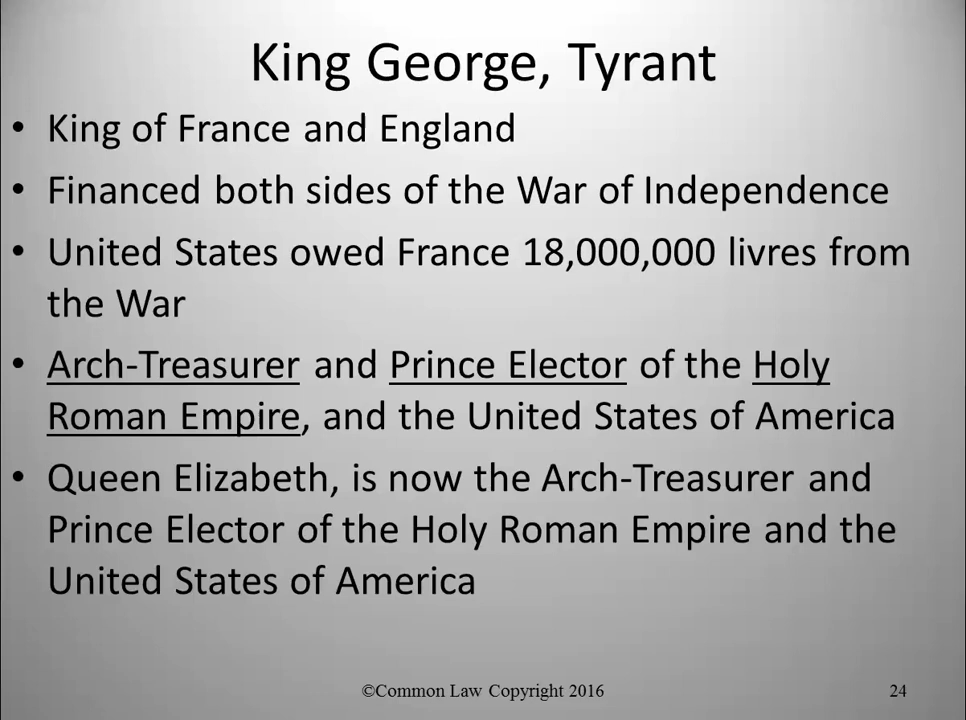 King George, Tyrant
• King of France and England
• Financed both sides of the War of Independence
• United States owed France 18,000,000 livres from
the War
• Arch-Treasurer and Prince Elector of the Holy
Roman Empire, and the United States of America
• Queen Elizabeth, is now the Arch-Treasurer and
Prince Elector of the Holy Roman Empire and the
United States of America
©Common Law Copyright 2016
24